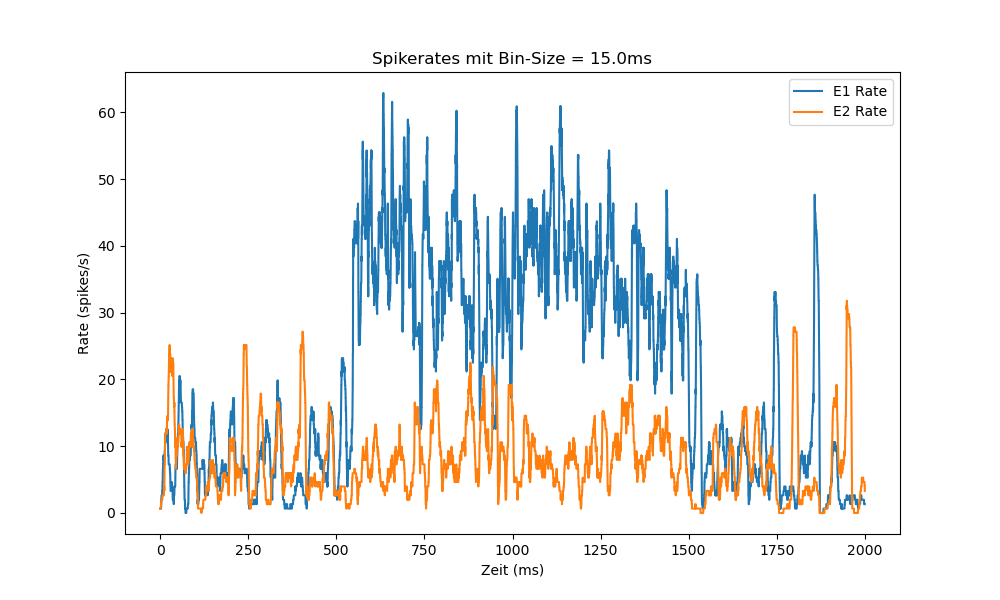 Spikerates mit Bin-Size = 15.0ms
E1 Rate
E2 Rate
60
50
40
30
20
10
0
Rate (spikes/s)
0 250 500 750 1000 1250 1500 1750 2000
Zeit (ms)